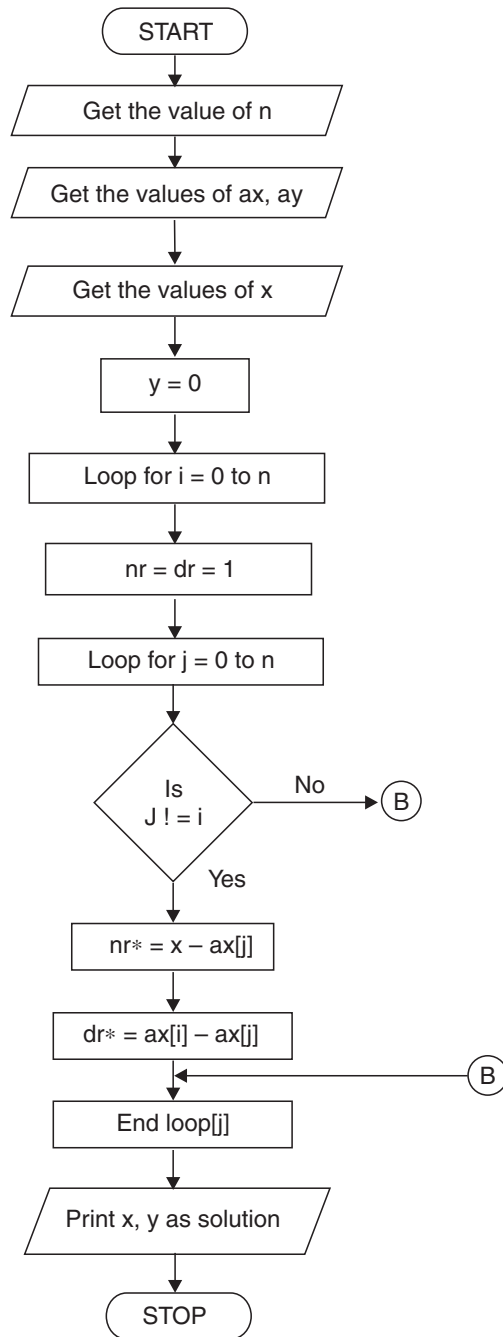 START
Get the value of n
Get the values of ax, ay
Get the values of x
y = 0
Loop for i = 0 to n
nr = dr = 1
Loop for j = 0 to n
Is
J ! = i
No
B
Yes
nr* = x – ax[j]
dr* = ax[i] – ax[j]
B
End loop[j]
Print x, y as solution
STOP